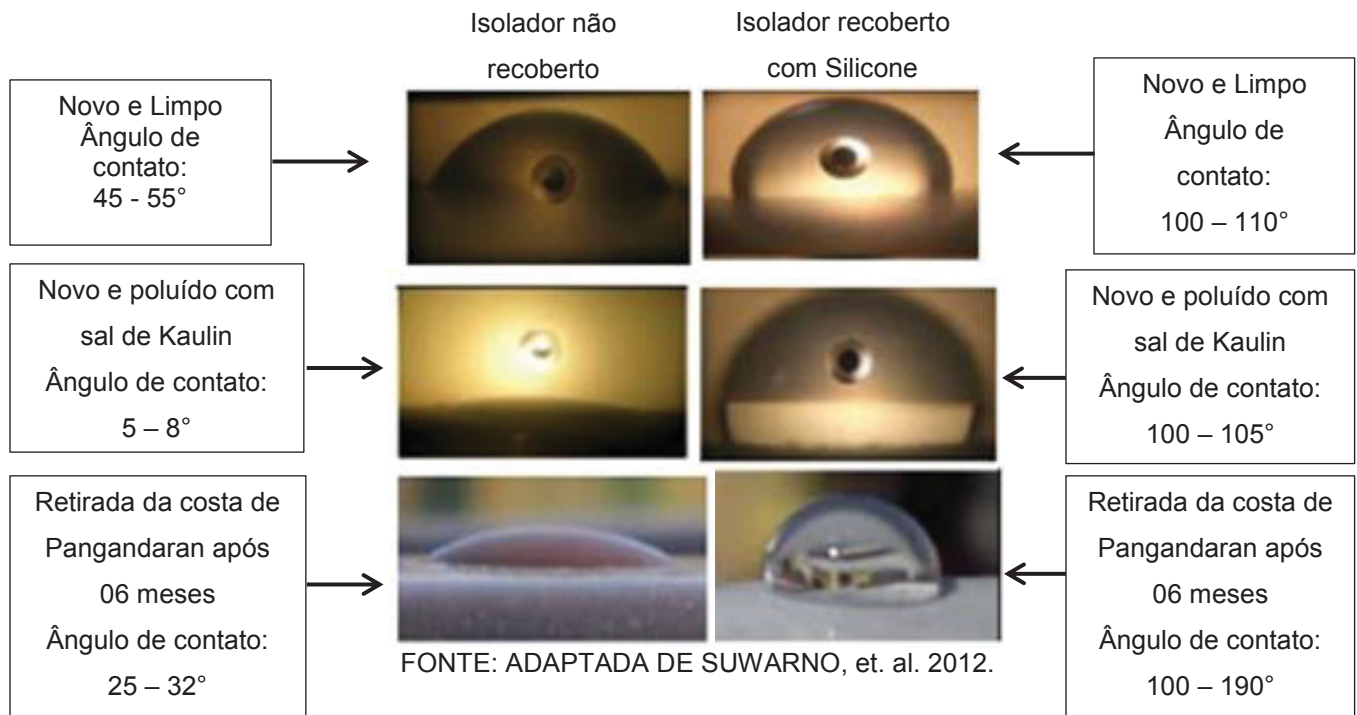 Isolador não
recoberto
Isolador recoberto
com Silicone
Novo e Limpo
Ângulo de
contato:
45 - 55°
Novo e Limpo
Ângulo de
contato:
100 – 110°
Novo e poluído com
sal de Kaulin
Ângulo de contato:
5 – 8°
Novo e poluído com
sal de Kaulin
Ângulo de contato:
100 – 105°
Retirada da costa de
Pangandaran após
06 meses
Ângulo de contato:
25 – 32°
Retirada da costa de
Pangandaran após
06 meses
Ângulo de contato:
100 – 190°
FONTE: ADAPTADA DE SUWARNO, et. al. 2012.